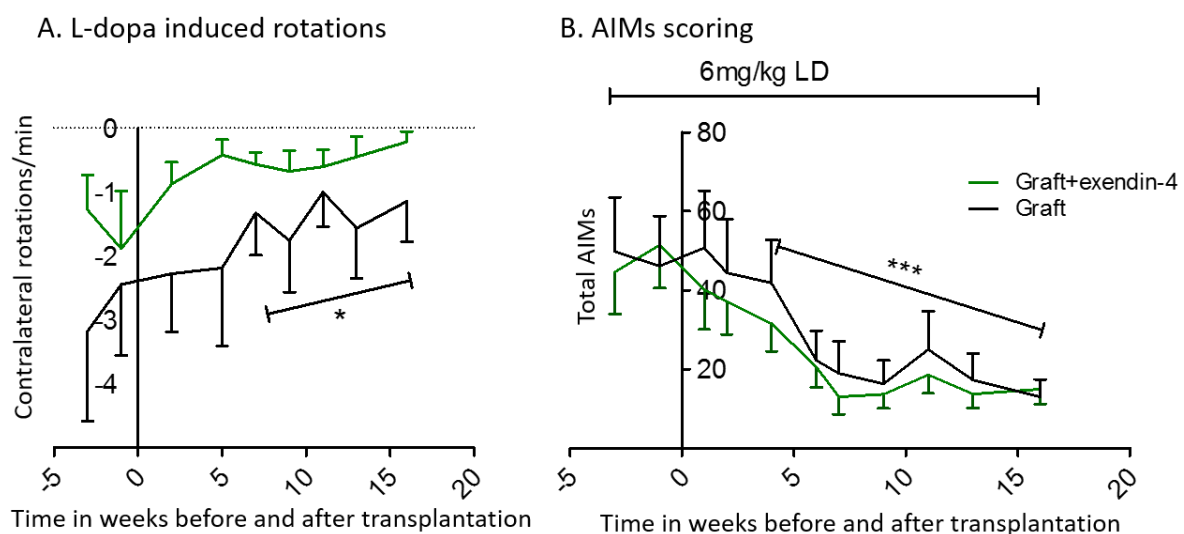 A. L-dopa induced rotations
Contralateral rotations/min
0
-1
-2
-3
-4
*
-5
0
5
10
15
20
Time in weeks before and after transplantation
B. AIMs scoring
6mg/kg LD
Total AIMs
80
60
40
20
***
Graft+exendin-4
Graft
-5
0
5
10
15
20
Time in weeks before and after transplantation